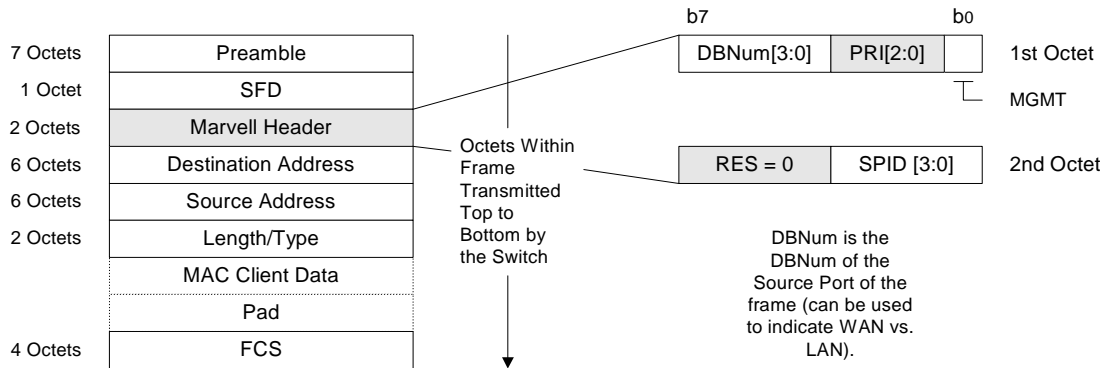 b7 b0
7 Octets Preamble
1 Octet SFD
2 Octets Marvell Header
6 Octets Destination Address
6 Octets Source Address
2 Octets Length/Type
MAC Client Data
Pad
4 Octets FCS
Octets Within
Frame
Transmitted
Top to
Bottom by
the Switch
DBNum[3:0] PRI[2:0] 1st Octet
MGMT
RES = 0 SPID [3:0] 2nd Octet
DBNum is the
DBNum of the
Source Port of the
frame (can be used
to indicate WAN vs.
LAN).